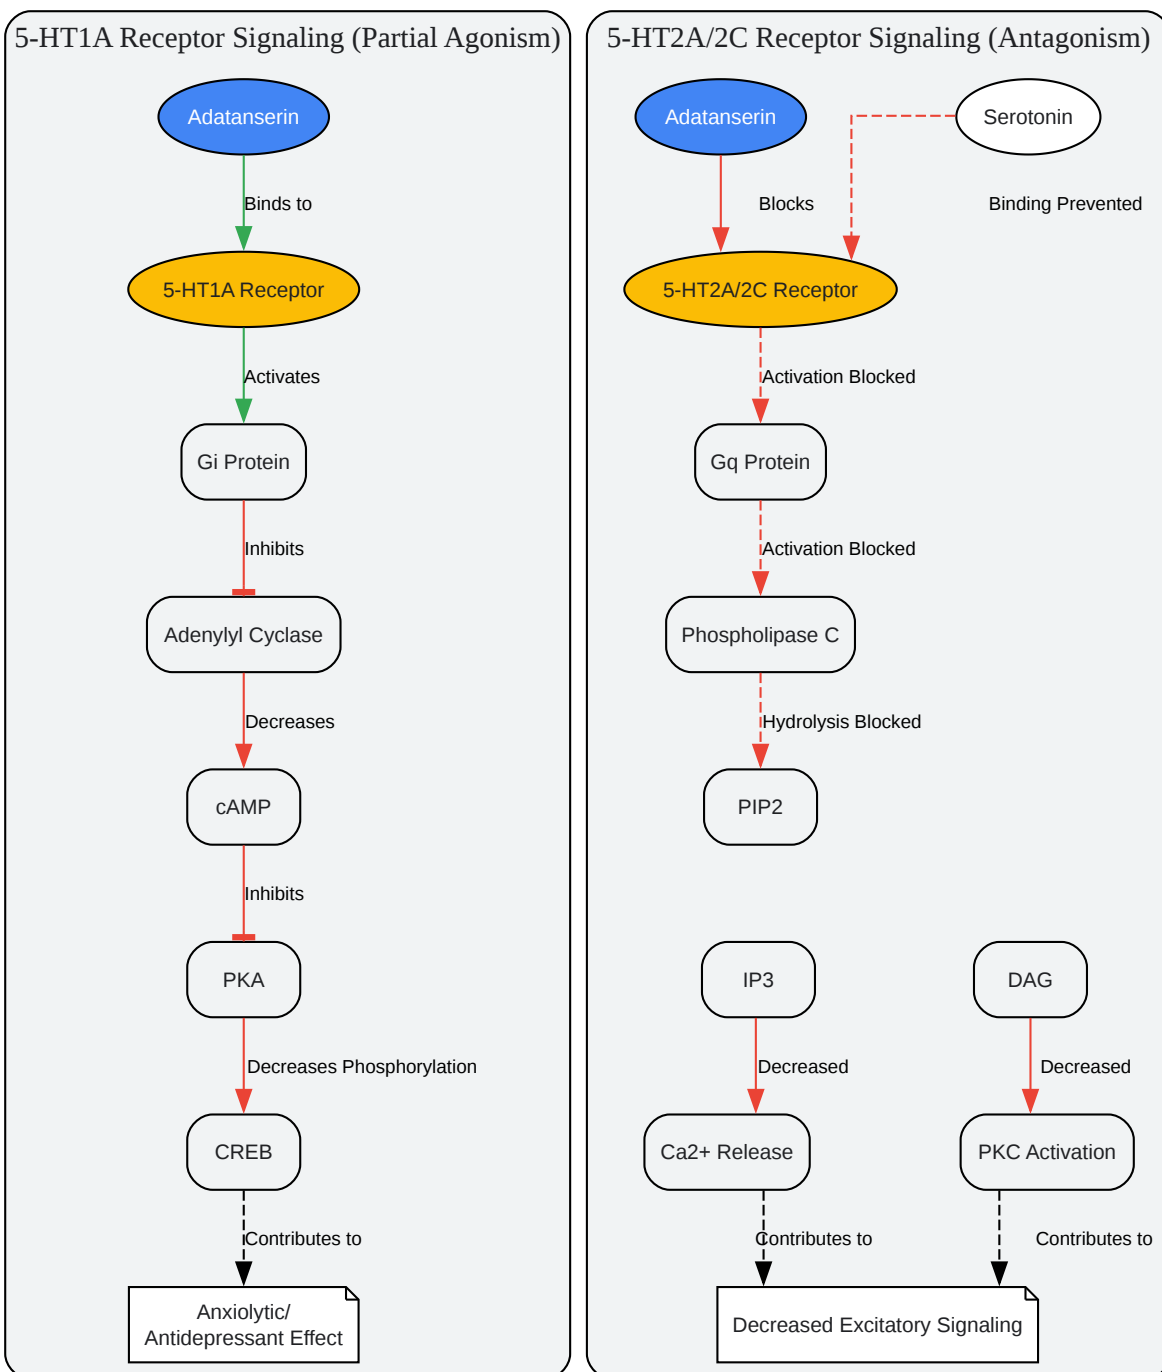 5-HT1A Receptor Signaling (Partial Agonism)
Adatanserin
Binds to
5-HT1A Receptor
Activates
Gi Protein
Inhibits
Adenylyl Cyclase
Decreases
cAMP
Inhibits
PKA
Decreases Phosphorylation
CREB
Contributes to
Anxiolytic/
Antidepressant Effect
5-HT2A/2C Receptor Signaling (Antagonism)
Adatanserin
Serotonin
Blocks
Binding Prevented
5-HT2A/2C Receptor
Activation Blocked
Gq Protein
Activation Blocked
Phospholipase C
Hydrolysis Blocked
PIP2
IP3
DAG
Decreased
Decreased
Ca2+ Release
PKC Activation
Contributes to
Contributes to
Decreased Excitatory Signaling